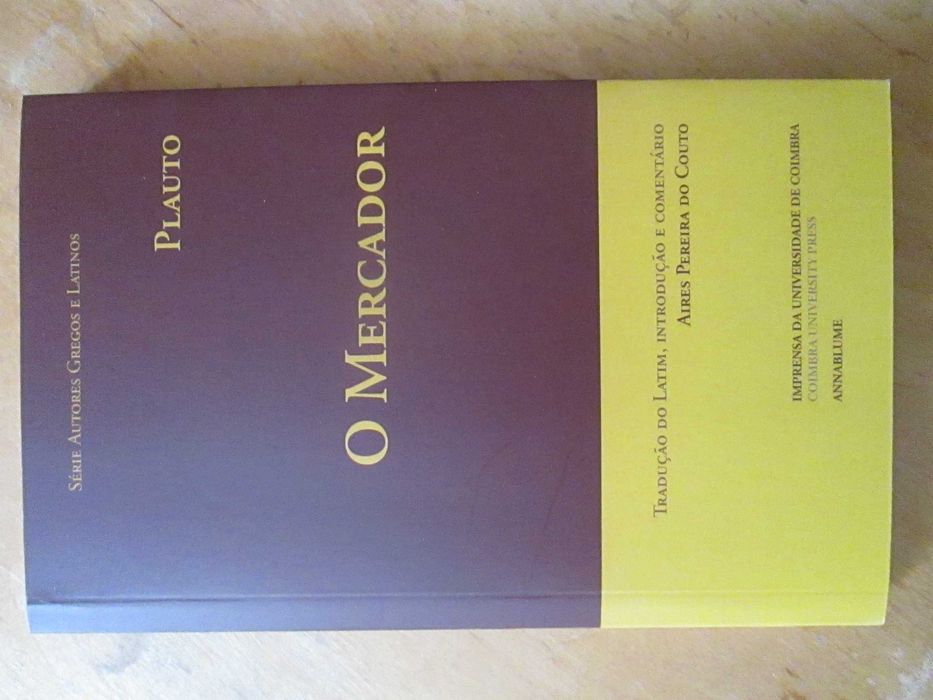 Série Autores Gregos e Latinos
Plauto
O Mercador
Tradução do Latim, introdução e comentário
Aires Pereira do Couto
IMPRENSA DA UNIVERSIDADE DE COIMBRA
COIMBRA UNIVERSITY PRESS
ANNABLUME